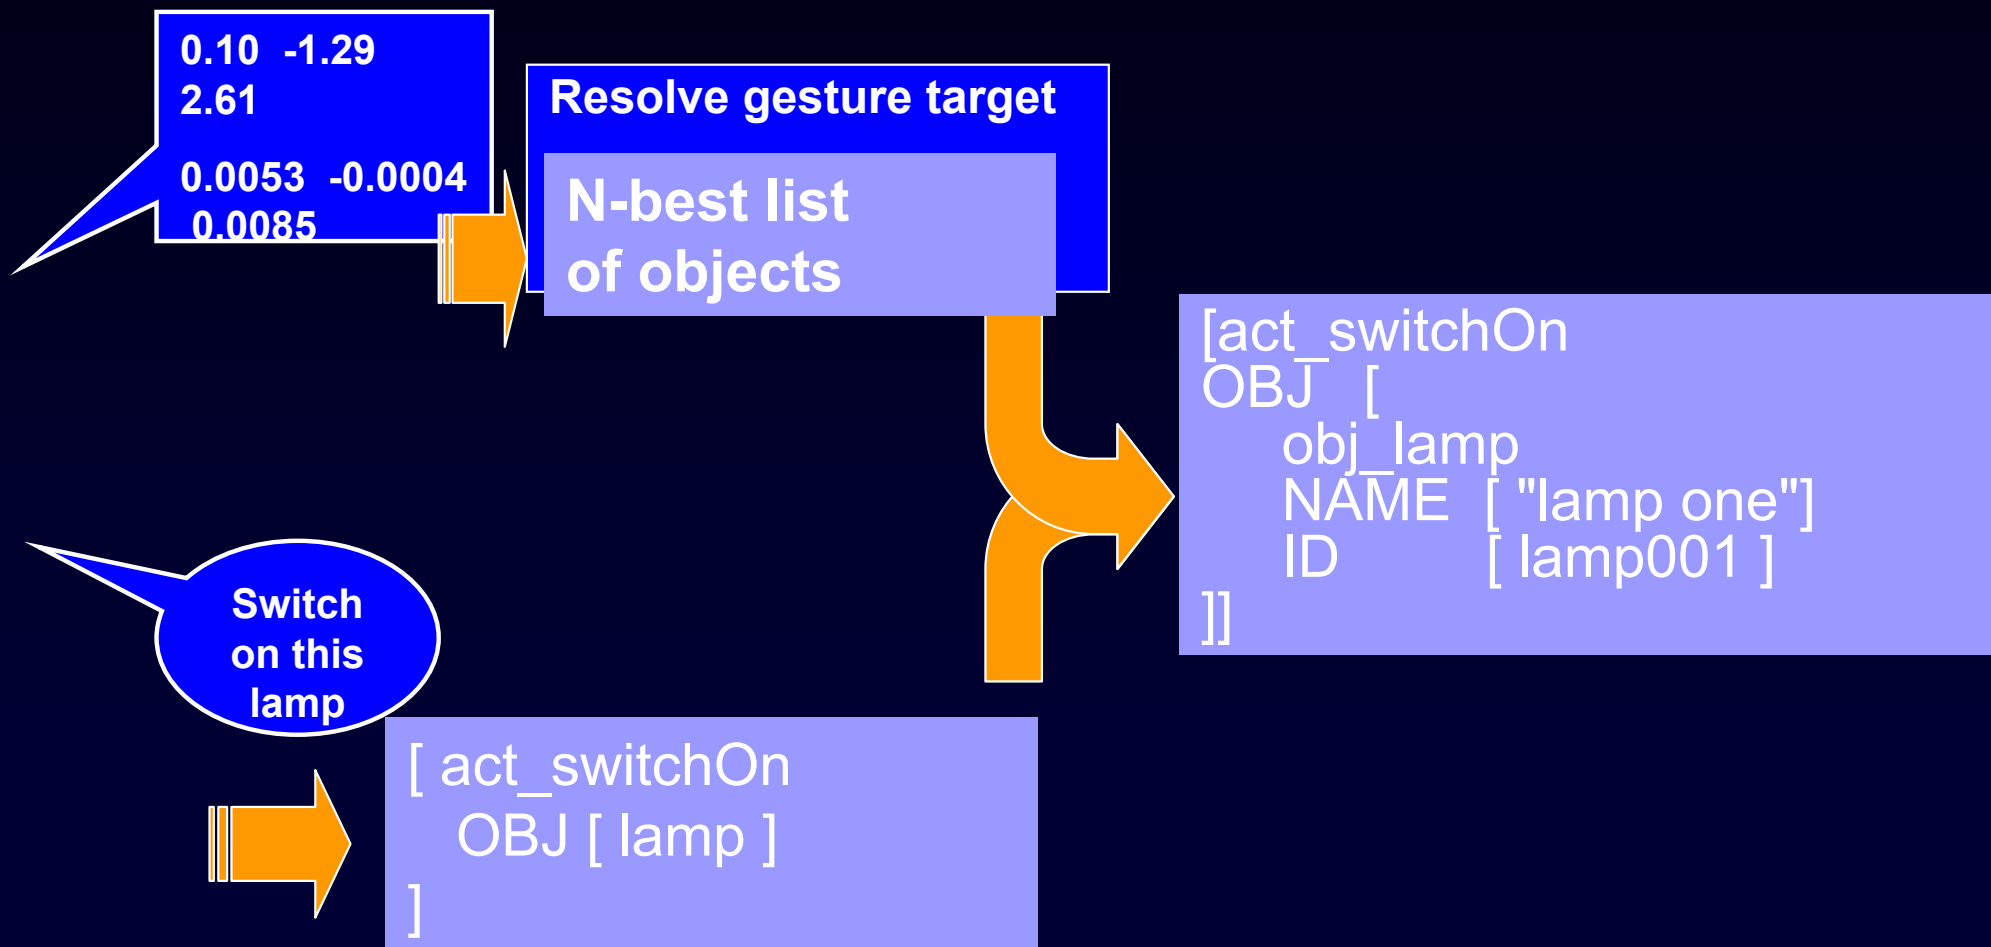 0.10 -1.29
2.61
0.0053 -0.0004
0.0085
Resolve gesture target
N-best list
of objects
[act_switchOn
OBJ [
obj_lamp
NAME [ "lamp one"]
ID [ lamp001 ]
]]
Switch
on this
lamp
[ act_switchOn
OBJ [ lamp ]
]